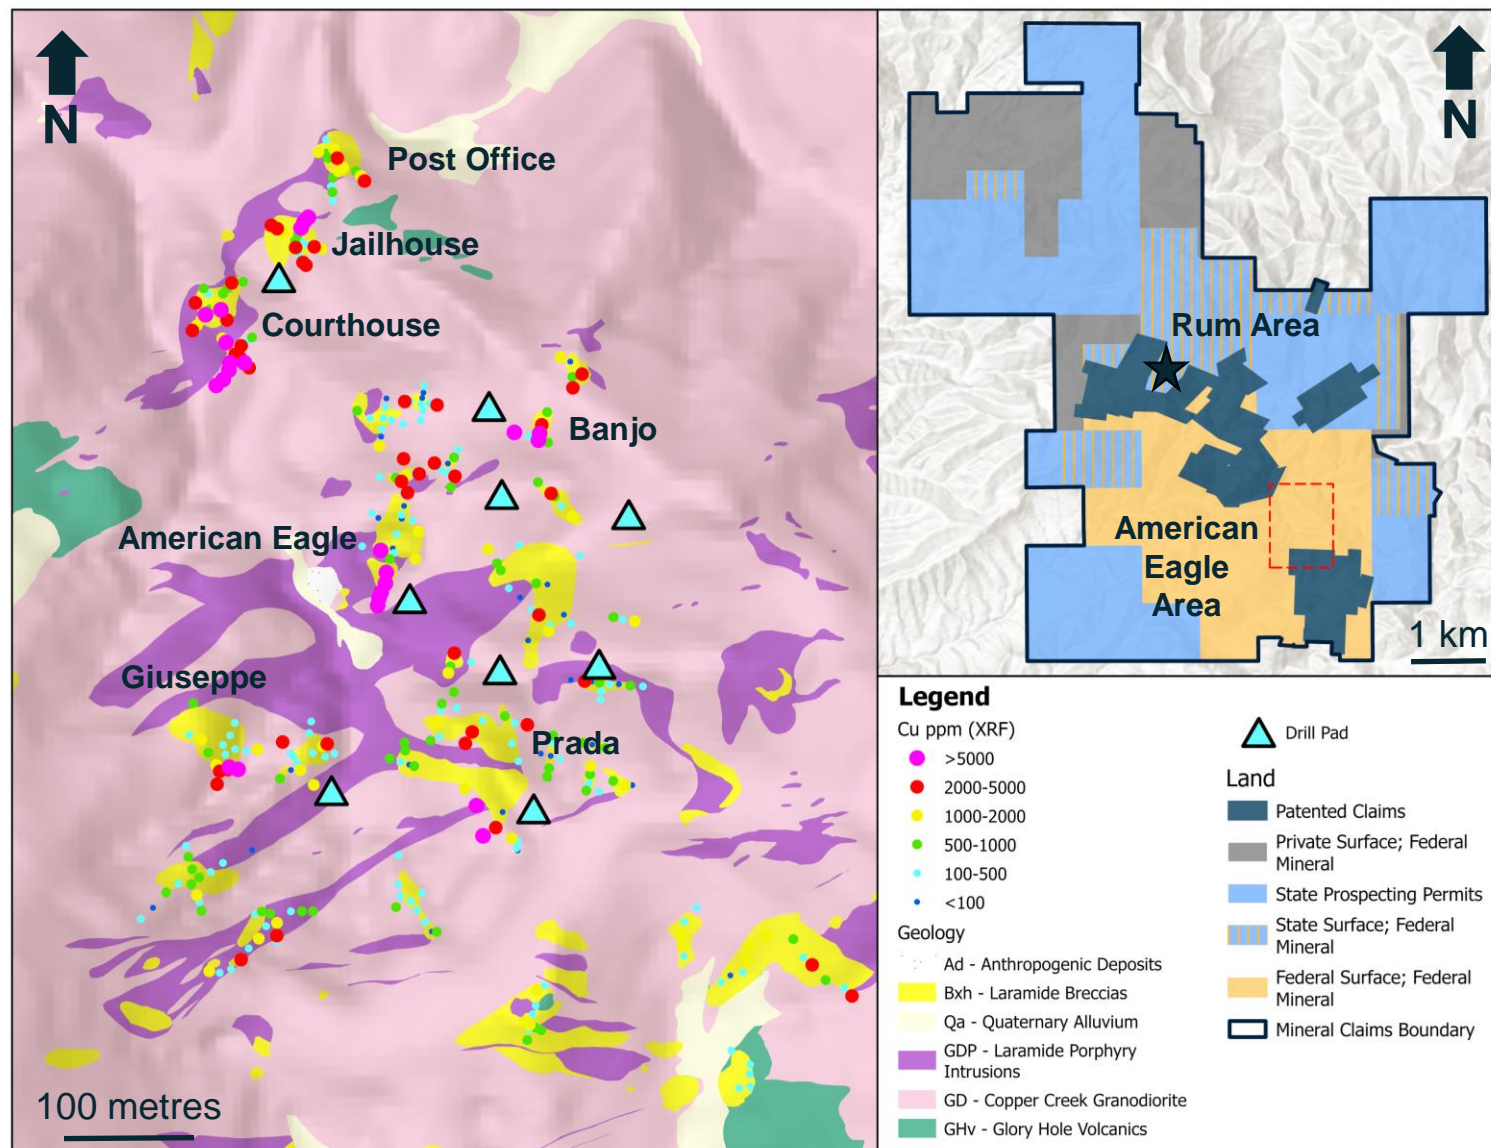 N
Post Office
Jailhouse
Courthouse
Banjo
American Eagle
Giuseppe
Prada
100 metres
N
Rum Area
American
Eagle
Area
1 km
Legend
Cu ppm (XRF)
>5000
2000-5000
1000-2000
500-1000
100-500
<100
Geology
Ad - Anthropogenic Deposits
Bxh - Laramide Breccias
Qa - Quaternary Alluvium
GDP - Laramide Porphyry
Intrusions
GD - Copper Creek Granodiorite
GHv - Glory Hole Volcanics
Drill Pad
Land
Patented Claims
Private Surface; Federal
Mineral
State Prospecting Permits
State Surface; Federal
Mineral
Federal Surface; Federal
Mineral
Mineral Claims Boundary